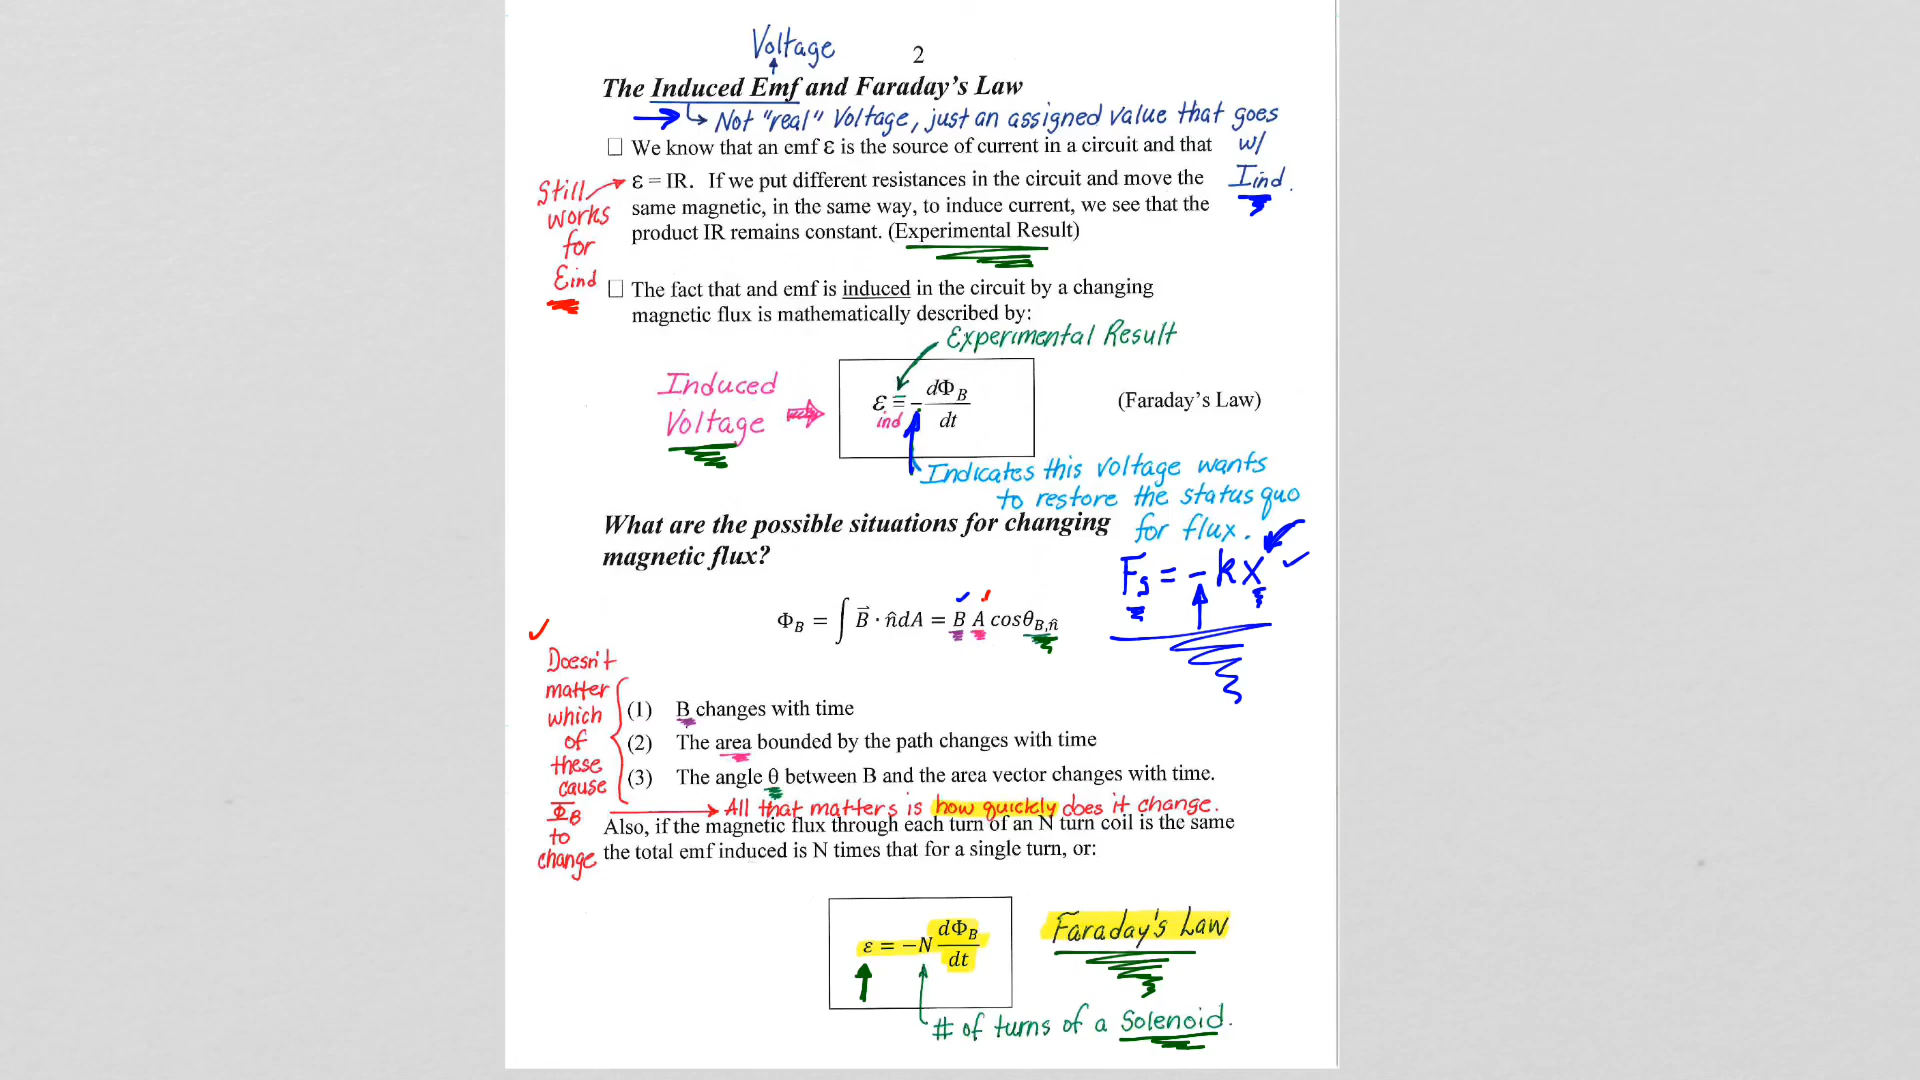 Voltage
2
The Induced Emf and Faraday's Law
Not "real" Voltage, just an assigned value that goes
w/
Iind.
☐ We know that an emf ε is the source of current in a circuit and that
ε = IR. If we put different resistances in the circuit and move the
same magnetic, in the same way, to induce current, we see that the
product IR remains constant. (Experimental Result)
Still
works
for
εind
☐ The fact that and emf is induced in the circuit by a changing
magnetic flux is mathematically described by:
Experimental Result
Induced
Voltage
ε = - dΦB/dt
ind
(Faraday's Law)
Indicates this voltage wants
to restore the status quo
for flux.
What are the possible situations for changing
magnetic flux?
Fs = -kx
ΦB = ∫ B⃗ · n̂dA = B A cosθB,n̂
Doesn't
matter
which
of
these
cause
ΦB
to
change
(1) B changes with time
(2) The area bounded by the path changes with time
(3) The angle θ between B and the area vector changes with time.
All that matters is how quickly does it change.
Also, if the magnetic flux through each turn of an N turn coil is the same
the total emf induced is N times that for a single turn, or:
ε = −N dΦB/dt
Faraday's Law
# of turns of a Solenoid.